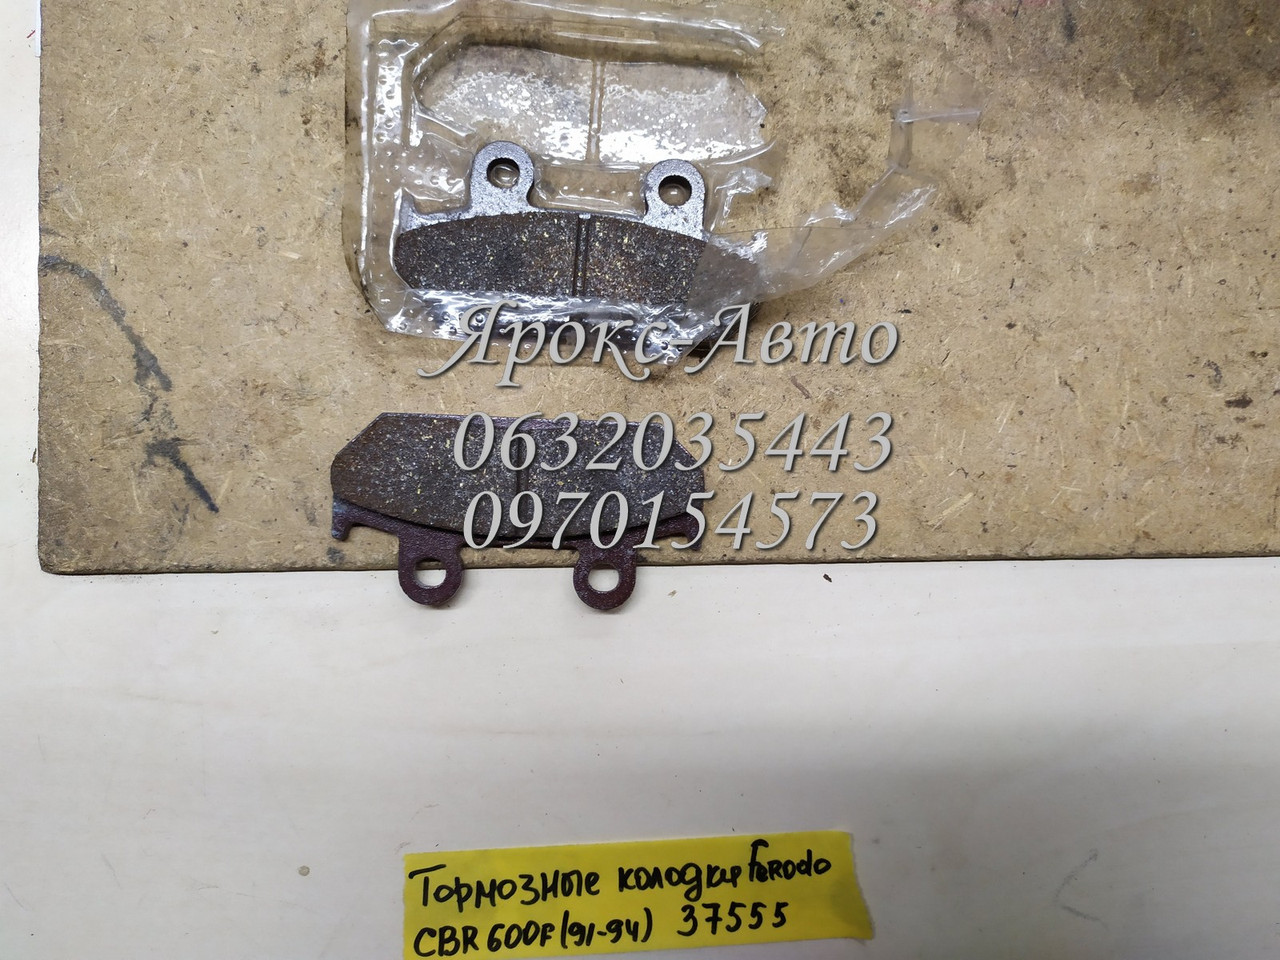 Ярокс-Авто
0632035443
0970154573
Тормозные колодки Ferodo
CBR 600F (91-94) 37555